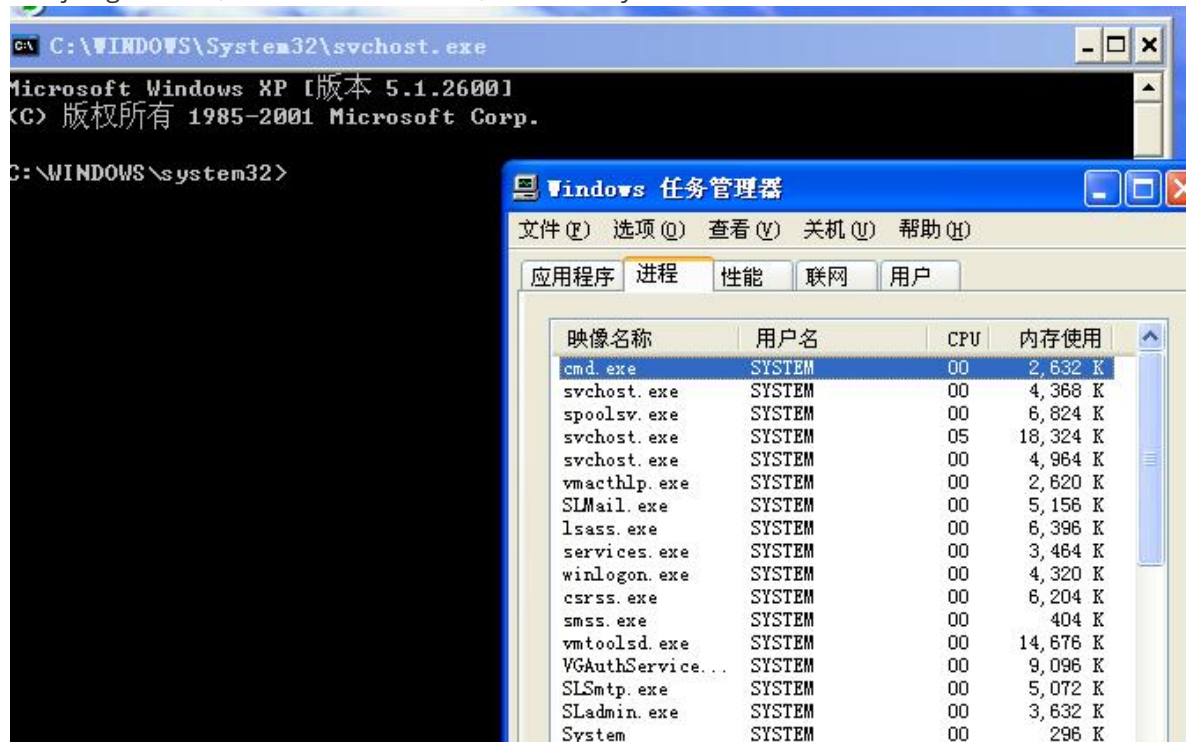 C:\WINDOWS\System32\svchost.exe
Microsoft Windows XP [版本 5.1.2600]
(C) 版权所有 1985-2001 Microsoft Corp.
C:\WINDOWS\system32>
Windows 任务管理器
文件(F) 选项(O) 查看(V) 关机(U) 帮助(H)
应用程序 进程 性能 联网 用户
映像名称 用户名 CPU 内存使用
cmd.exe SYSTEM 00 2,632 K
svchost.exe SYSTEM 00 4,368 K
spoolsv.exe SYSTEM 00 6,824 K
svchost.exe SYSTEM 05 18,324 K
svchost.exe SYSTEM 00 4,964 K
vmacthlp.exe SYSTEM 00 2,620 K
SLMail.exe SYSTEM 00 5,156 K
lsass.exe SYSTEM 00 6,396 K
services.exe SYSTEM 00 3,464 K
winlogon.exe SYSTEM 00 4,320 K
csrss.exe SYSTEM 00 6,204 K
smss.exe SYSTEM 00 404 K
vmtoolsd.exe SYSTEM 00 14,676 K
VGAuthService... SYSTEM 00 9,096 K
SLSmtp.exe SYSTEM 00 5,072 K
SLadmin.exe SYSTEM 00 3,632 K
System SYSTEM 00 296 K